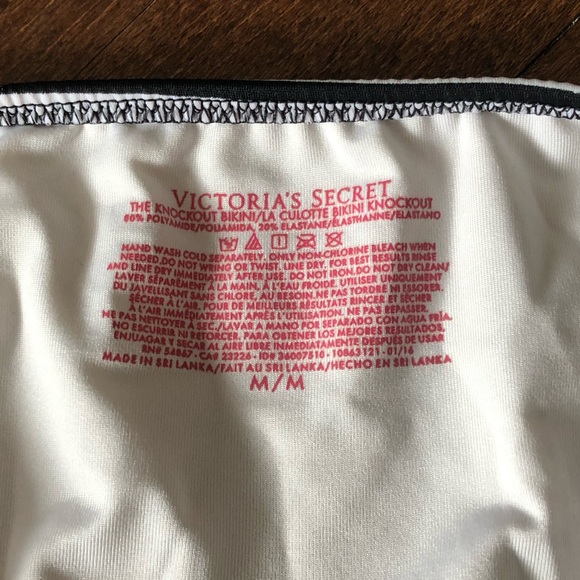 VICTORIA'S SECRET
THE KNOCKOUT BIKINI/LA CULOTTE BIKINI KNOCKOUT
80% POLYAMIDE/POLIAMIDA, 20% ELASTANE/ÉLASTHANNE/ELASTANO
HAND WASH COLD SEPARATELY. ONLY NON-CHLORINE BLEACH WHEN
NEEDED.DO NOT WRING OR TWIST. LINE DRY. FOR BEST RESULTS RINSE
AND LINE DRY IMMEDIATELY AFTER USE. DO NOT IRON.DO NOT DRY CLEAN/
LAVER SÉPARÉMENT À LA MAIN, À L'EAU FROIDE. UTILISER UNIQUEMENT
DU JAVELLISANT SANS CHLORE, AU BESOIN.NE PAS TORDRE NI ESSORER.
SÉCHER À L'AIR. POUR DE MEILLEURS RÉSULTATS RINCER ET SÉCHER
À L'AIR IMMÉDIATEMENT APRÈS L'UTILISATION. NE PAS REPASSER.
NE PAS NETTOYER À SEC./LAVAR A MANO POR SEPARADO CON AGUA FRÍA.
NO ESCURRIR NI RETORCER. PARA OBTENER LOS MEJORES RESULTADOS,
ENJUAGAR Y SECAR AL AIRE LIBRE INMEDIATAMENTE DESPUÉS DE USAR
RN# 54867 - CA# 23226 - ID# 36007516 - 10863121 - 01/16
MADE IN SRI LANKA/FAIT AU SRI LANKA/HECHO EN SRI LANKA
M/M